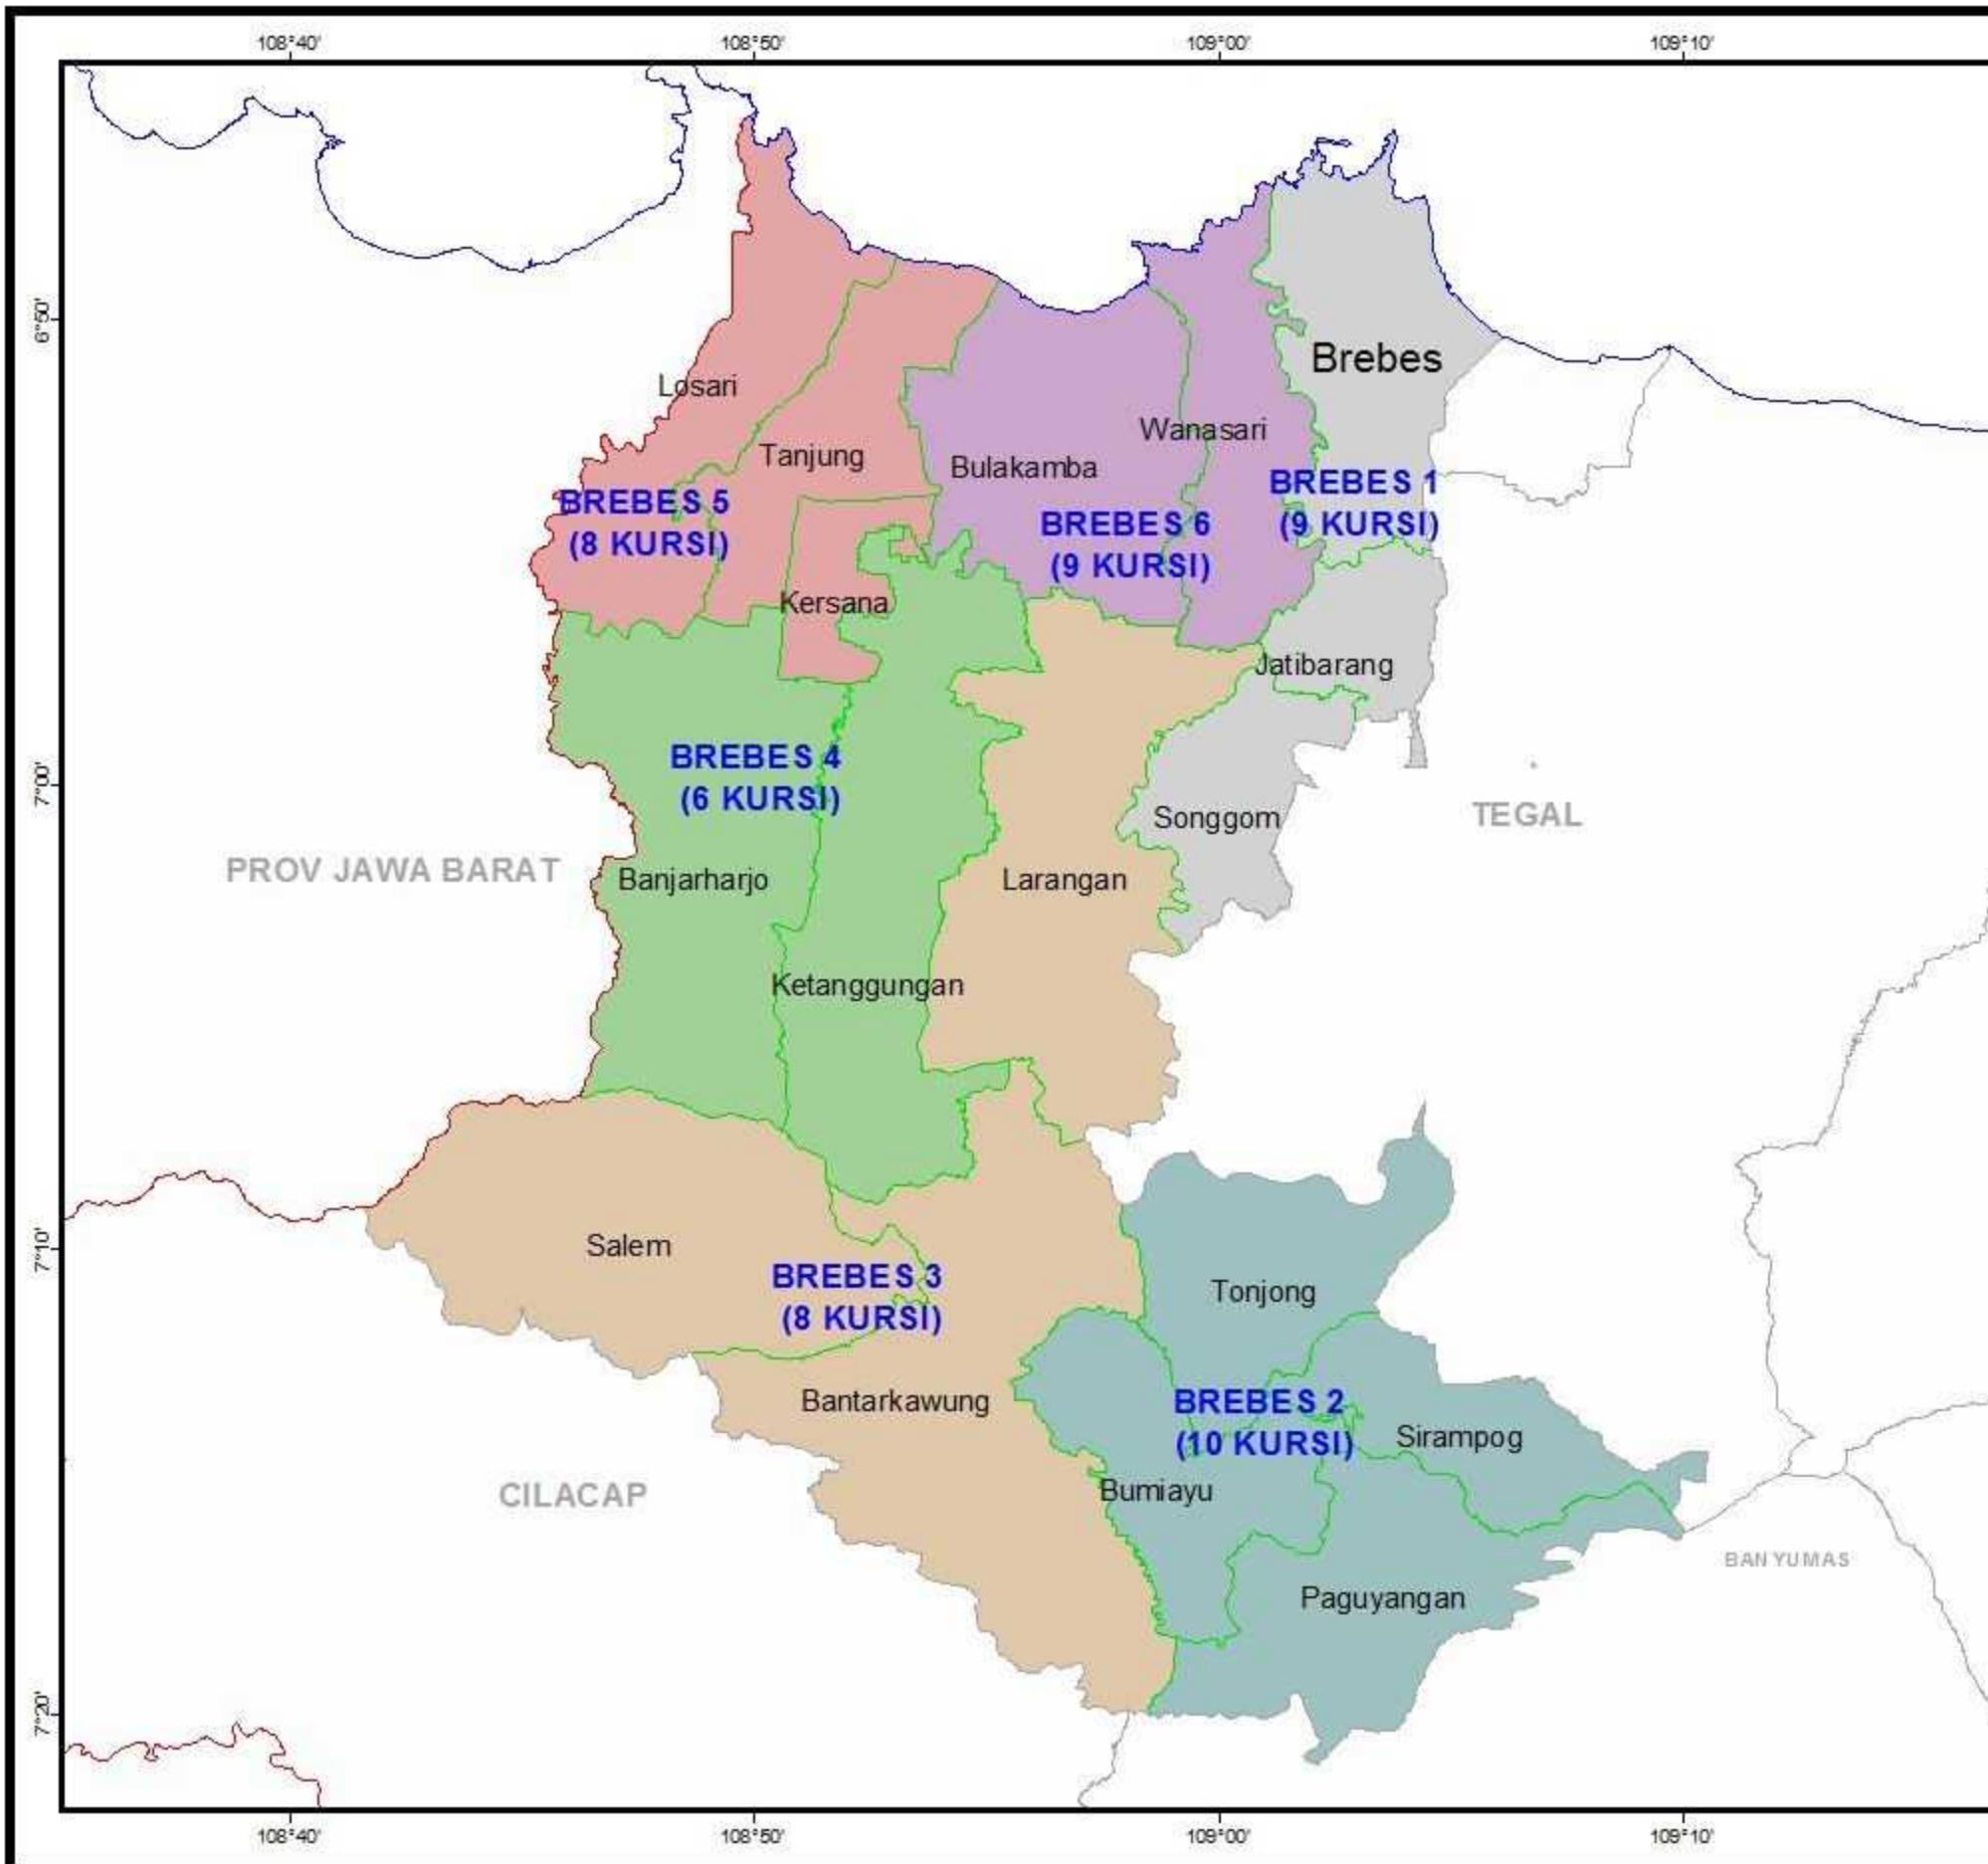 108°40'
108°50'
109°00'
109°10'
6°50'
Brebes
Losari
Wanasari
Tanjung
Bulakamba
BREBES 5
(8 KURSI)
BREBES 6
(9 KURSI)
BREBES 1
(9 KURSI)
Kersana
Jatibarang
BREBES 4
(6 KURSI)
7°00'
Songgom
TEGAL
PROV JAWA BARAT
Banjarharjo
Larangan
Ketanggungan
7°10'
Salem
BREBES 3
(8 KURSI)
Tonjong
Bantarkawung
BREBES 2
(10 KURSI)
Sirampog
CILACAP
Bumiayu
BANYUMAS
Paguyangan
7°20'
108°40'
108°50'
109°00'
109°10'